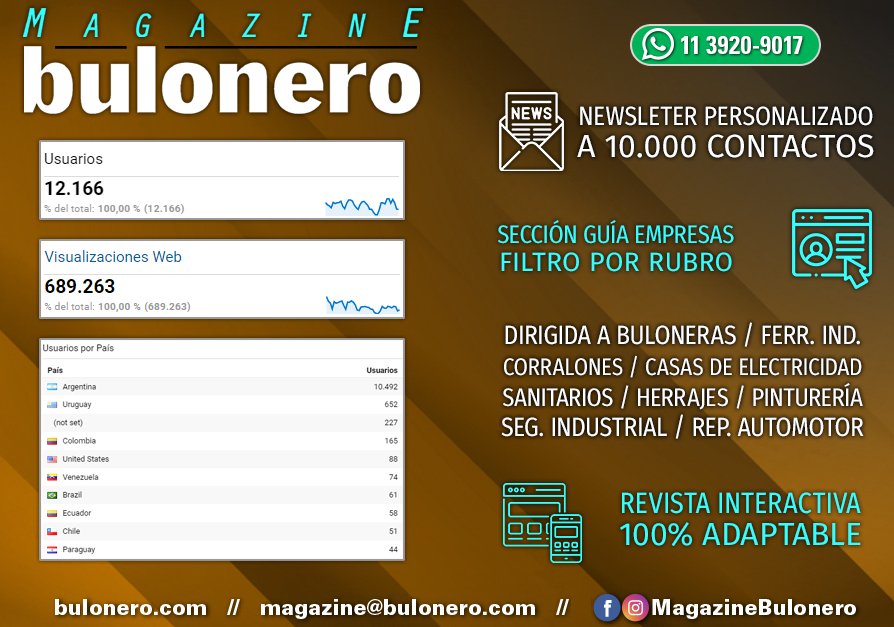 MAGAZINE
bulonero
Usuarios
12.166
% del total: 100,00 % (12.166)
Visualizaciones Web
689.263
% del total: 100,00 % (689.263)
Usuarios por País
País Usuarios
Argentina 10.492
Uruguay 652
(not set) 227
Colombia 165
United States 88
Venezuela 74
Brazil 61
Ecuador 58
Chile 51
Paraguay 44
11 3920-9017
NEWS
NEWSLETER PERSONALIZADO
A 10.000 CONTACTOS
SECCIÓN GUÍA EMPRESAS
FILTRO POR RUBRO
DIRIGIDA A BULONERAS / FERR. IND.
CORRALONES / CASAS DE ELECTRICIDAD
SANITARIOS / HERRAJES / PINTURERÍA
SEG. INDUSTRIAL / REP. AUTOMOTOR
REVISTA INTERACTIVA
100% ADAPTABLE
bulonero.com // magazine@bulonero.com // MagazineBulonero